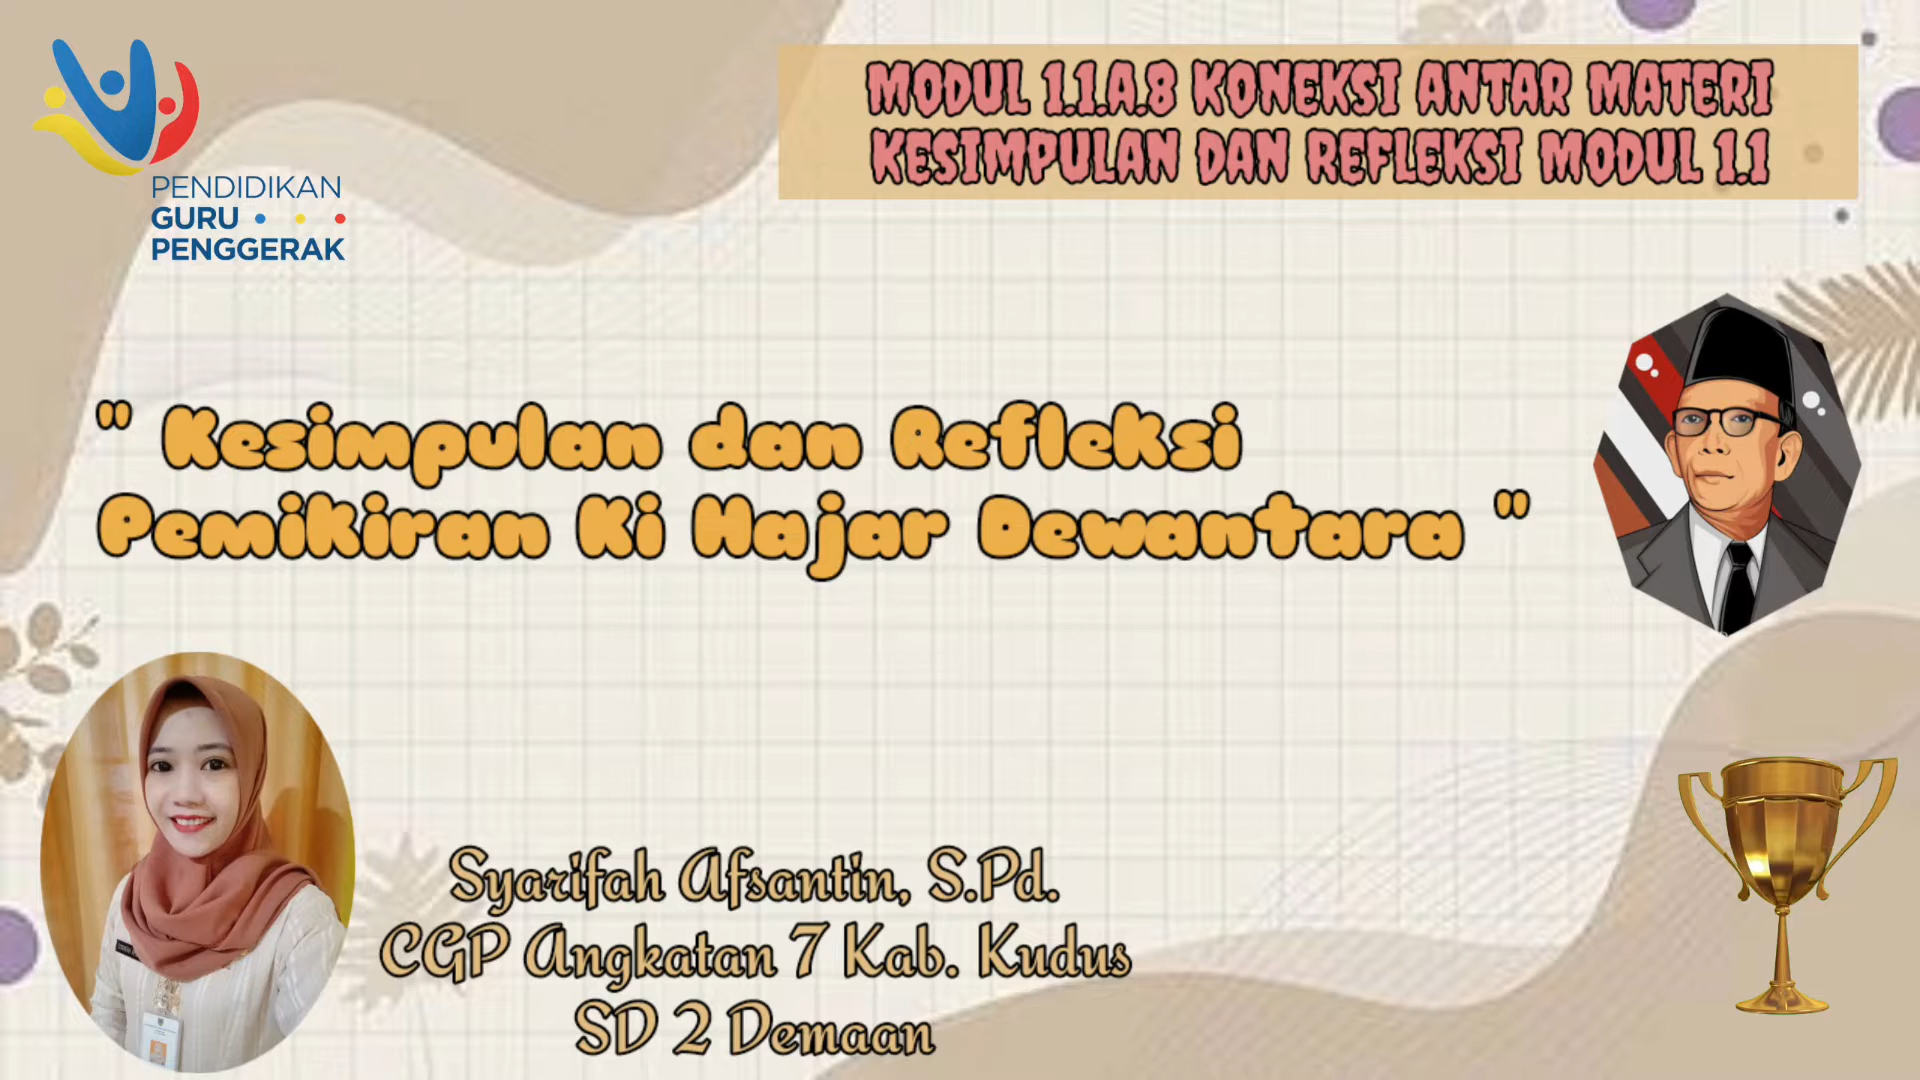 PENDIDIKAN
GURU
PENGGERAK
MODUL 1.1.A.8 KONEKSI ANTAR MATERI
KESIMPULAN DAN REFLEKSI MODUL 1.1
" Kesimpulan dan Refleksi
Pemikiran Ki Hajar Dewantara "
Syarifah Afsantin, S.Pd.
CGP Angkatan 7 Kab. Kudus
SD 2 Demaan